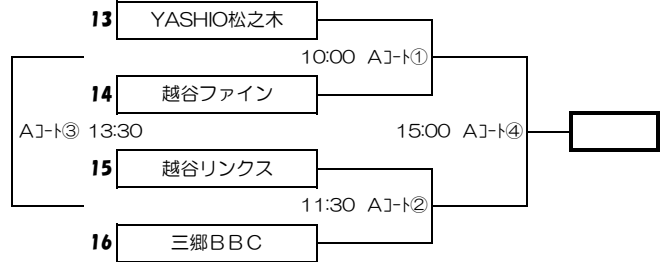 13 YASHIO松之木
10:00 Aｺｰﾄ①
14 越谷ファイン
Aｺｰﾄ③ 13:30
15:00 Aｺｰﾄ④
15 越谷リンクス
11:30 Aｺｰﾄ②
16 三郷ＢＢＣ